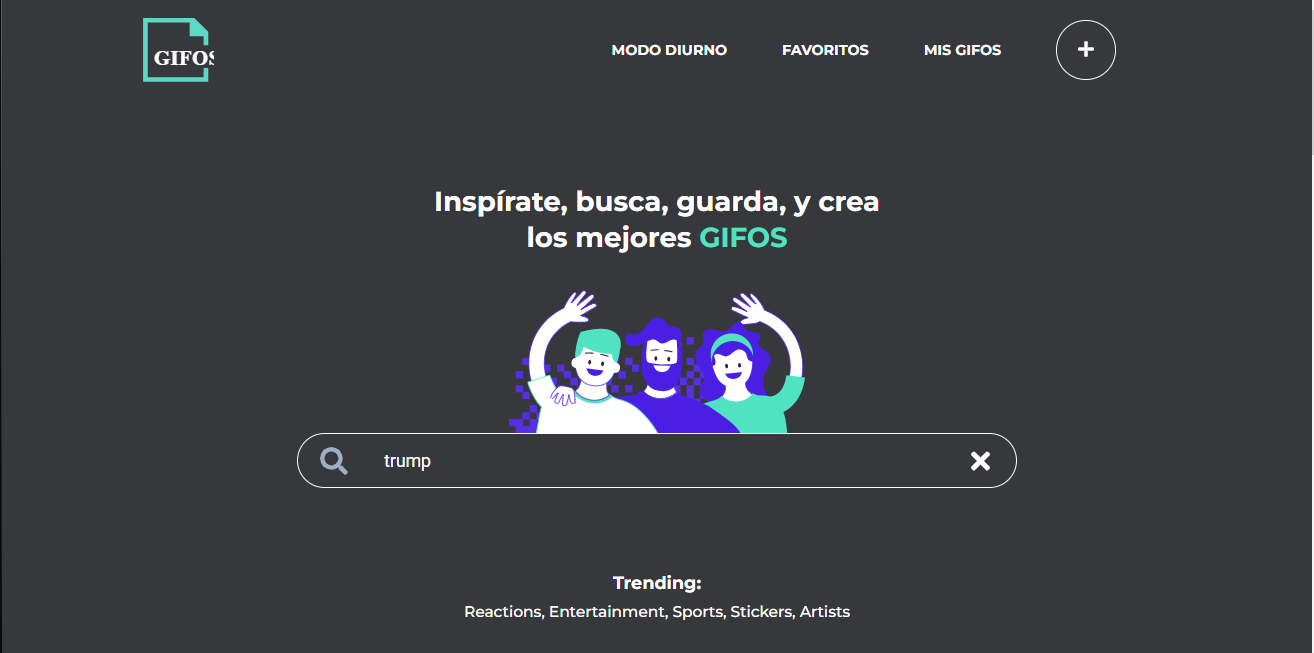 GIFOS
MODO DIURNO
FAVORITOS
MIS GIFOS
Inspírate, busca, guarda, y crea
los mejores GIFOS
trump
Trending:
Reactions, Entertainment, Sports, Stickers, Artists